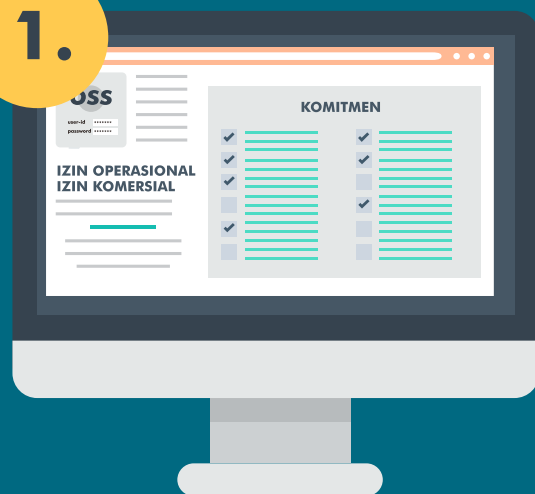 1.
OSS
user-id
password
KOMITMEN
IZIN OPERASIONAL
IZIN KOMERSIAL